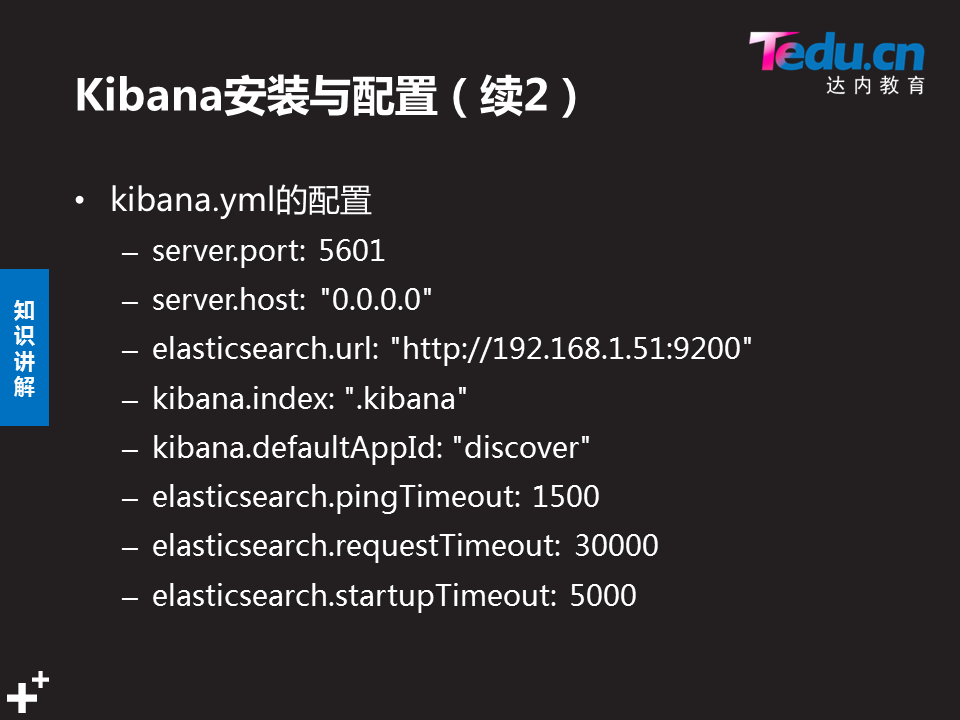 Tedu.cn
达内教育
Kibana安装与配置（续2）
• kibana.yml的配置
– server.port: 5601
– server.host: "0.0.0.0"
– elasticsearch.url: "http://192.168.1.51:9200"
– kibana.index: ".kibana"
– kibana.defaultAppId: "discover"
– elasticsearch.pingTimeout: 1500
– elasticsearch.requestTimeout: 30000
– elasticsearch.startupTimeout: 5000
知
识
讲
解